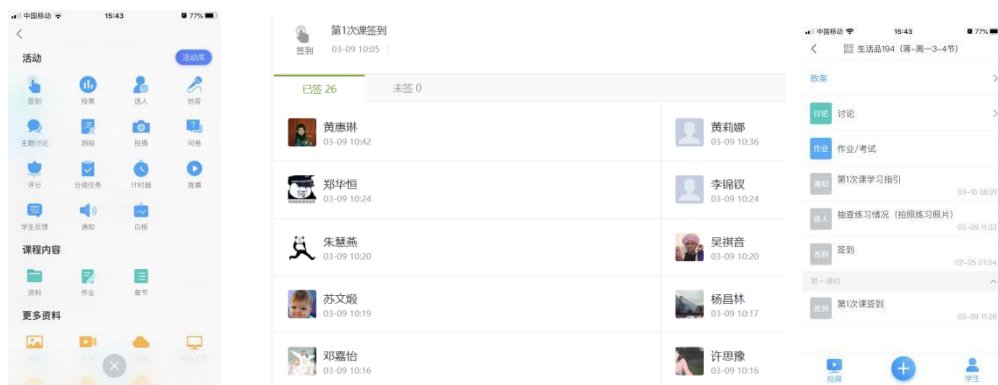 中国移动 15:43 77%
活动 活动库
签到 投票 选人 抢答
主题讨论 测验 拍摄 问卷
评分 分组任务 计时器 直播
学生反馈 通知 白板
课程内容
资料 作业 章节
更多资料
第1次课签到
签到 03-09 10:05
已签 26 未签 0
黄惠琳 黄莉娜
03-09 10:42 03-09 10:36
郑华恒 李锦钗
03-09 10:24 03-09 10:24
朱慧燕 吴祺音
03-09 10:20 03-09 10:20
苏文煅 杨昌林
03-09 10:19 03-09 10:17
邓嘉怡 许思豫
03-09 10:16 03-09 10:16
中国移动 15:43 77%
生活品194（蒲-周一3-4节）
教案
讨论 讨论
作业 作业/考试
通知 第1次课学习指引
03-10 08:21
选人 抽查练习情况（拍照练习照片）
03-09 11:33
签到 签到
02-25 07:54
第一课时
签到 第1次课签到
03-09 11:26
投屏 学生